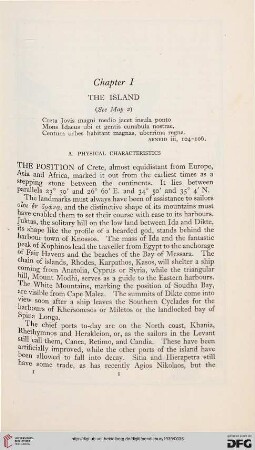 Chapter I
THE ISLAND
(See Map 2)
Creta Jovis magni medio jacet insula ponto
Mons Idaeus ubi et gentis cunabula nostrae.
Centum urbes habitant magnas, uberrima regna.
AENEID iii, 104-106.
A. PHYSICAL CHARACTERISTICS
THE POSITION of Crete, almost equidistant from Europe,
Asia and Africa, marked it out from the earliest times as a
stepping stone between the continents. It lies between
parallels 23° 30' and 26° 60' E. and 34° 50' and 35° 4' N.
The landmarks must always have been of assistance to sailors
and the distinctive shape of its mountains must
have enabled them to set their course with ease to its harbours.
Juktas, the solitary hill on the low land between Ida and Dikte,
its shape like the profile of a bearded god, stands behind the
harbour town of Knossos. The mass of Ida and the fantastic
peak of Kophinos lead the traveller from Egypt to the anchorage
of Fair Havens and the beaches of the Bay of Messara. The
chain of islands, Rhodes, Karpathos, Kasos, will shelter a ship
coming from Anatolia, Cyprus or Syria, while the triangular
hill, Mount Modhi, serves as a guide to the Eastern harbours.
The White Mountains, marking the position of Soudha Bay,
are visible from Cape Malea. The summits of Dikte come into
view soon after a ship leaves the Southern Cyclades for the
harbours of Khersonesos or Milatos or the landlocked bay of
Spina Longa.
The chief ports to-day are on the North coast, Khania,
Rhethymnon and Herakleion, or, as the sailors in the Levant
still call them, Canea, Retimo, and Candia. These have been
artificially improved, while the other ports of the island have
been allowed to fall into decay. Sitia and Hierapetra still
have some trade, as has recently Agios Nikolaos, but the
1